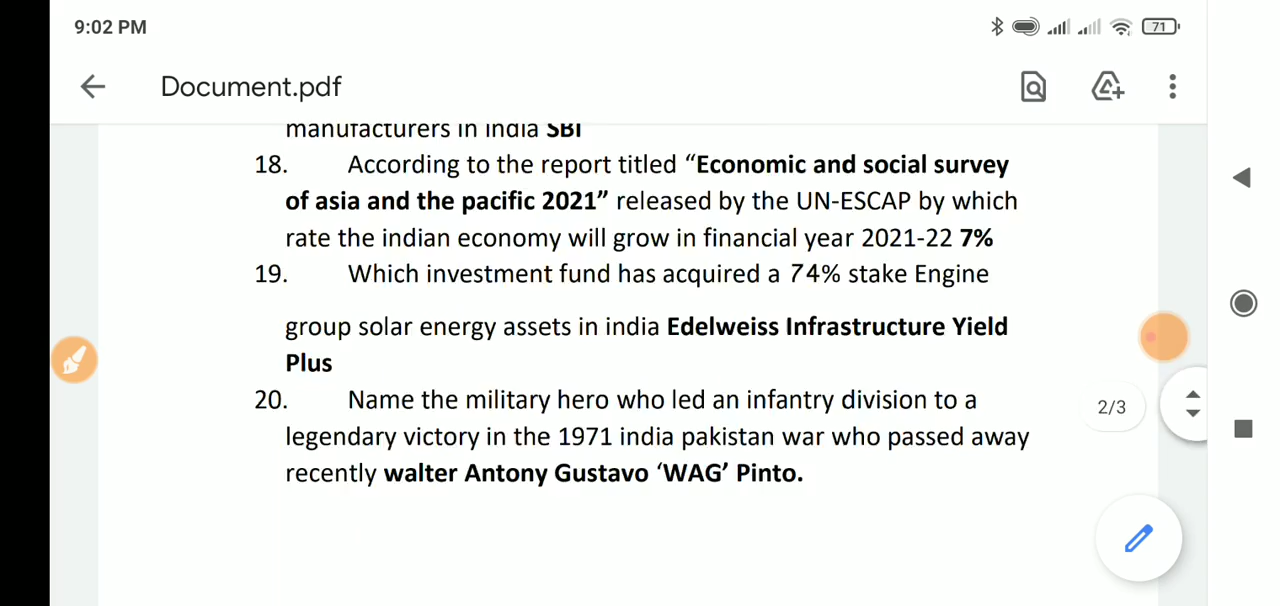 9:02 PM
71
Document.pdf
manufacturers in india SBI
18. According to the report titled “Economic and social survey
of asia and the pacific 2021” released by the UN-ESCAP by which
rate the indian economy will grow in financial year 2021-22 7%
19. Which investment fund has acquired a 74% stake Engine
group solar energy assets in india Edelweiss Infrastructure Yield
Plus
20. Name the military hero who led an infantry division to a
2/3
legendary victory in the 1971 india pakistan war who passed away
recently walter Antony Gustavo ‘WAG’ Pinto.